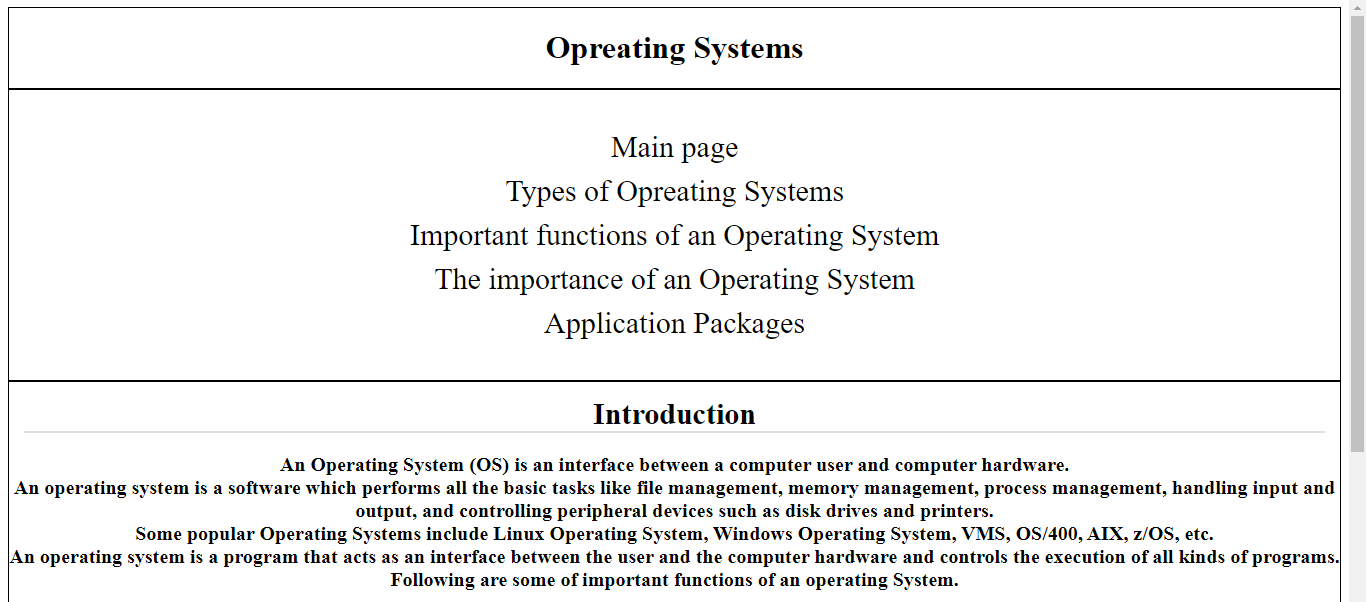 Opreating Systems
Main page
Types of Opreating Systems
Important functions of an Operating System
The importance of an Operating System
Application Packages
Introduction
An Operating System (OS) is an interface between a computer user and computer hardware.
An operating system is a software which performs all the basic tasks like file management, memory management, process management, handling input and
output, and controlling peripheral devices such as disk drives and printers.
Some popular Operating Systems include Linux Operating System, Windows Operating System, VMS, OS/400, AIX, z/OS, etc.
An operating system is a program that acts as an interface between the user and the computer hardware and controls the execution of all kinds of programs.
Following are some of important functions of an operating System.